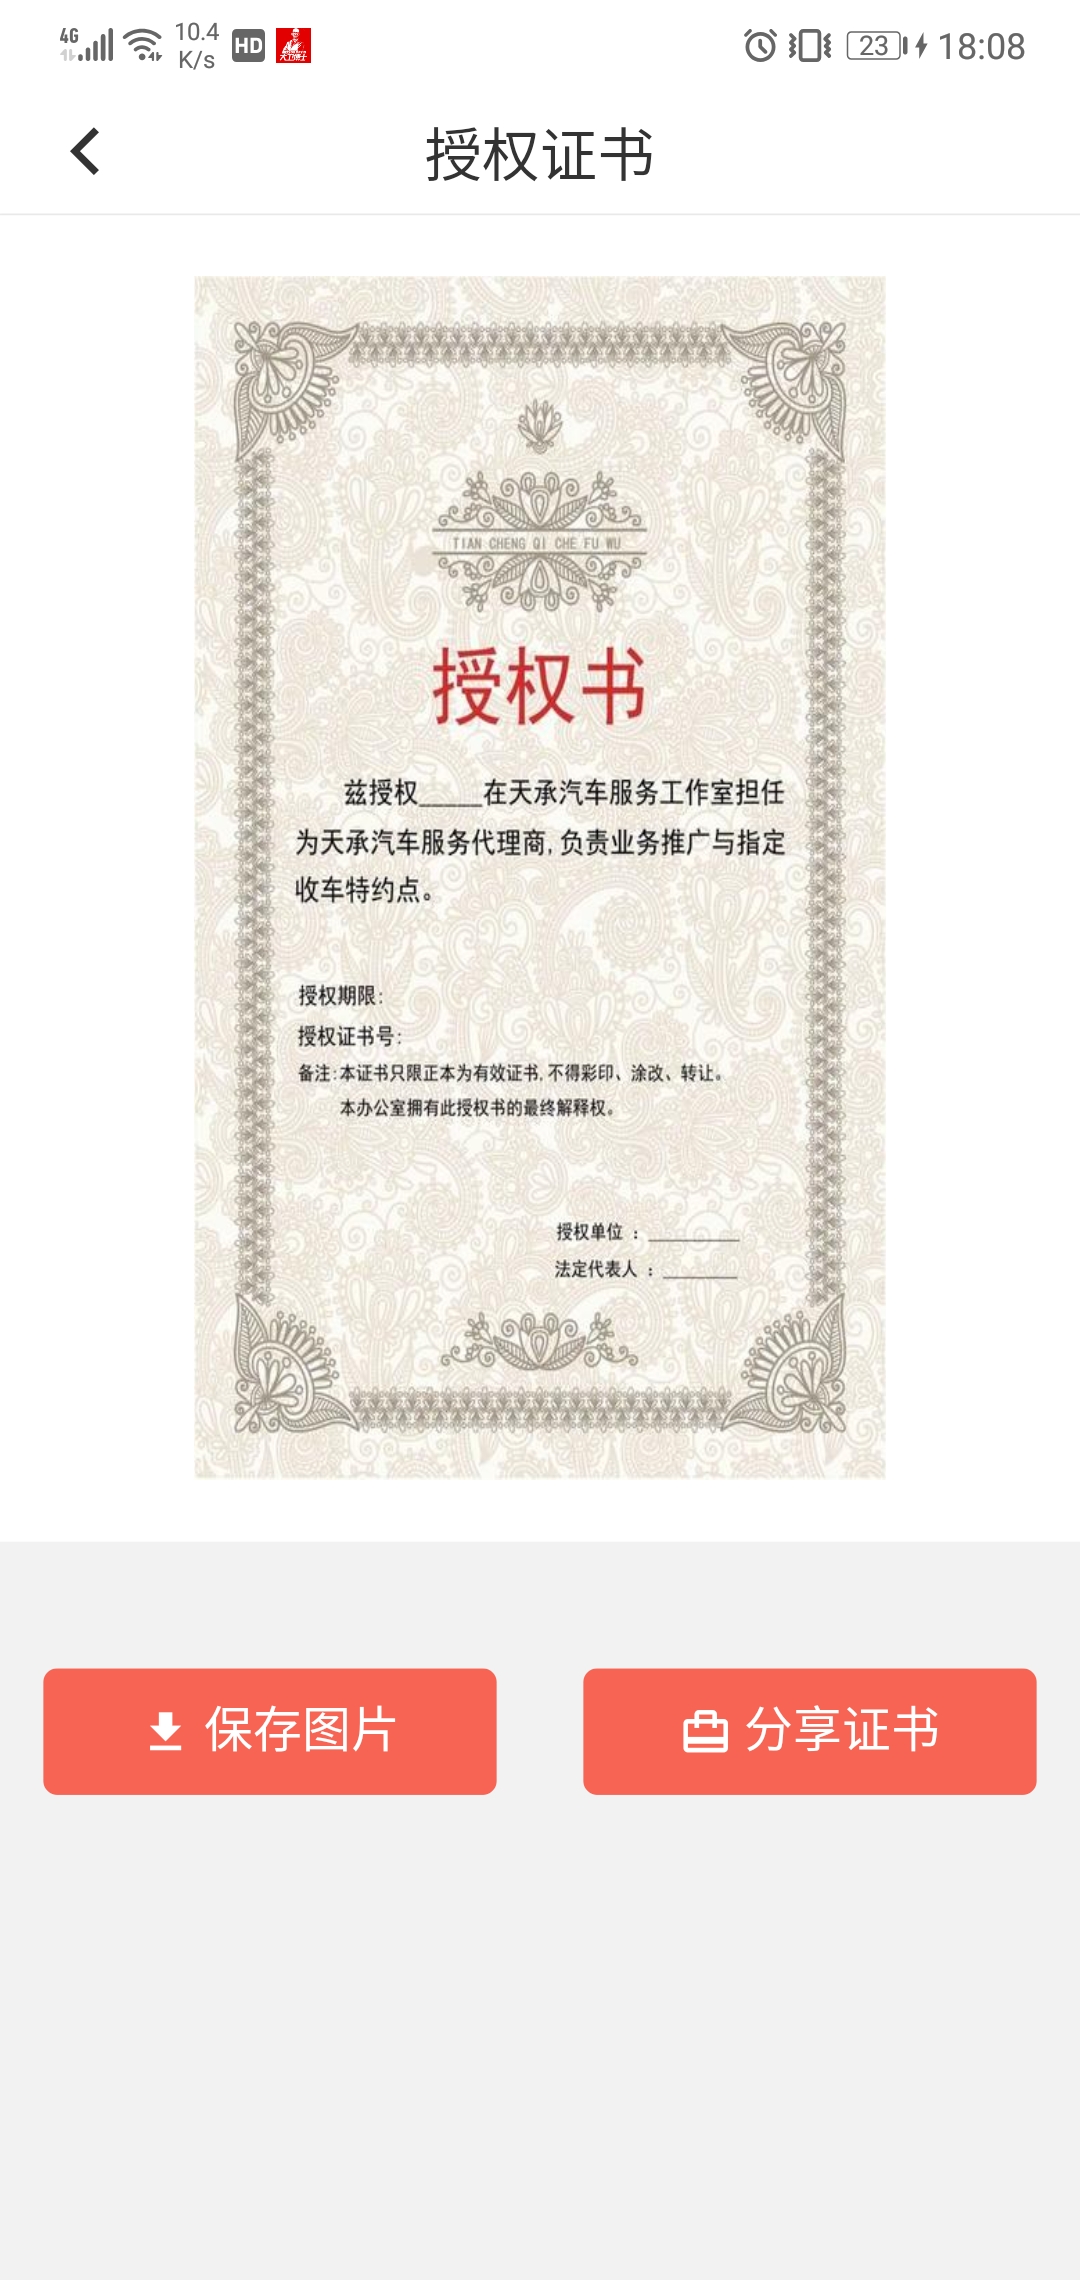 4G 10.4 K/s HD 23 18:08
授权证书
TIAN CHENG QI CHE FU WU
授权书
兹授权_____在天承汽车服务工作室担任
为天承汽车服务代理商,负责业务推广与指定
收车特约点。
授权期限:
授权证书号:
备注:本证书只限正本为有效证书,不得彩印、涂改、转让。
本办公室拥有此授权书的最终解释权。
授权单位 : ________
法定代表人 : ________
保存图片
分享证书